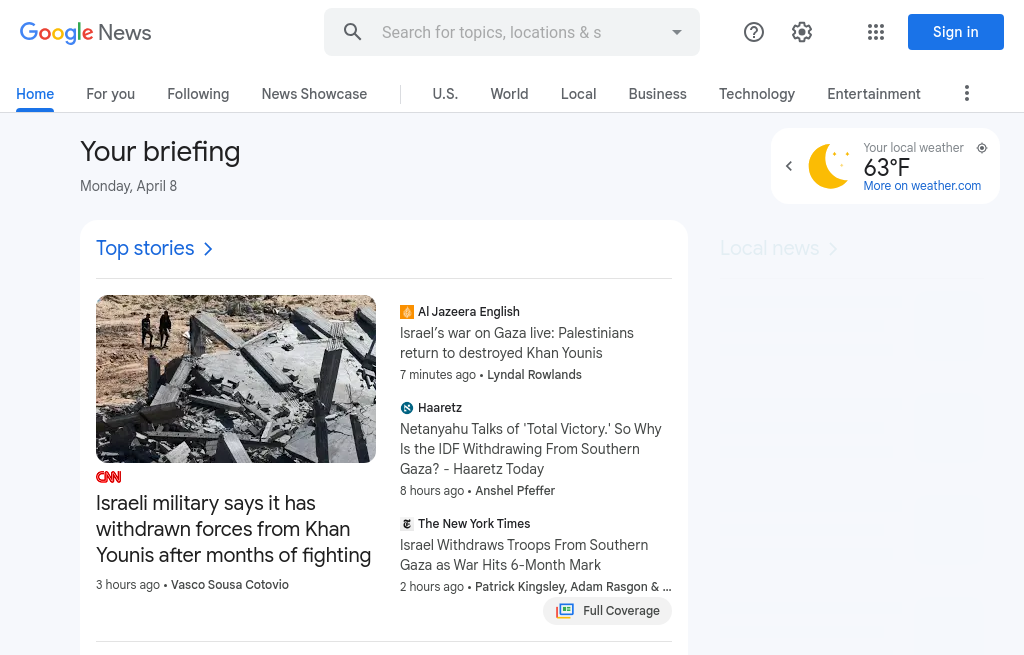 Google News
Search for topics, locations & s
Sign in
Home
For you
Following
News Showcase
U.S.
World
Local
Business
Technology
Entertainment
Your briefing
Monday, April 8
Your local weather
63°F
More on weather.com
Top stories
Local news
CNN
Israeli military says it has
withdrawn forces from Khan
Younis after months of fighting
3 hours ago • Vasco Sousa Cotovio
Al Jazeera English
Israel’s war on Gaza live: Palestinians
return to destroyed Khan Younis
7 minutes ago • Lyndal Rowlands
Haaretz
Netanyahu Talks of 'Total Victory.' So Why
Is the IDF Withdrawing From Southern
Gaza? - Haaretz Today
8 hours ago • Anshel Pfeffer
The New York Times
Israel Withdraws Troops From Southern
Gaza as War Hits 6-Month Mark
2 hours ago • Patrick Kingsley, Adam Rasgon & …
Full Coverage